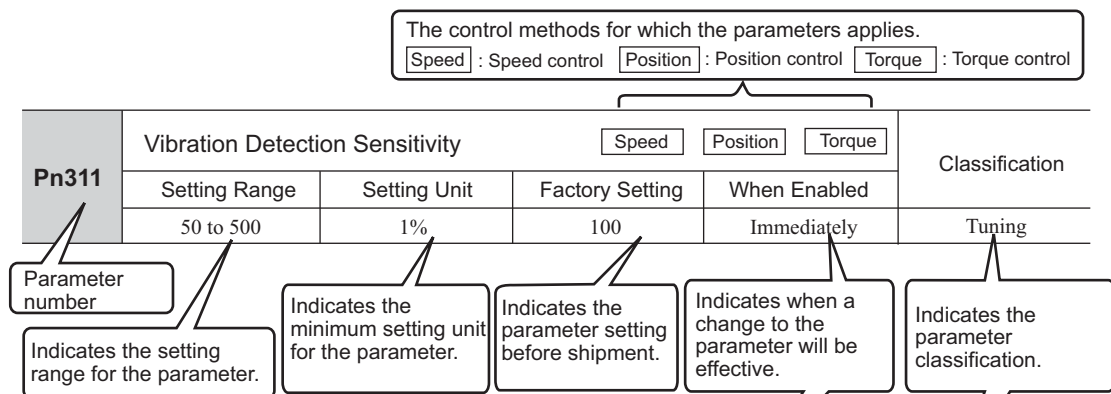 The control methods for which the parameters applies.
Speed : Speed control Position : Position control Torque : Torque control
Pn311
Vibration Detection Sensitivity Speed Position Torque
Classification
Setting Range Setting Unit Factory Setting When Enabled
50 to 500 1% 100 Immediately Tuning
Parameter
number
Indicates the setting
range for the parameter.
Indicates the
minimum setting unit
for the parameter.
Indicates the
parameter setting
before shipment.
Indicates when a
change to the
parameter will be
effective.
Indicates the
parameter
classification.